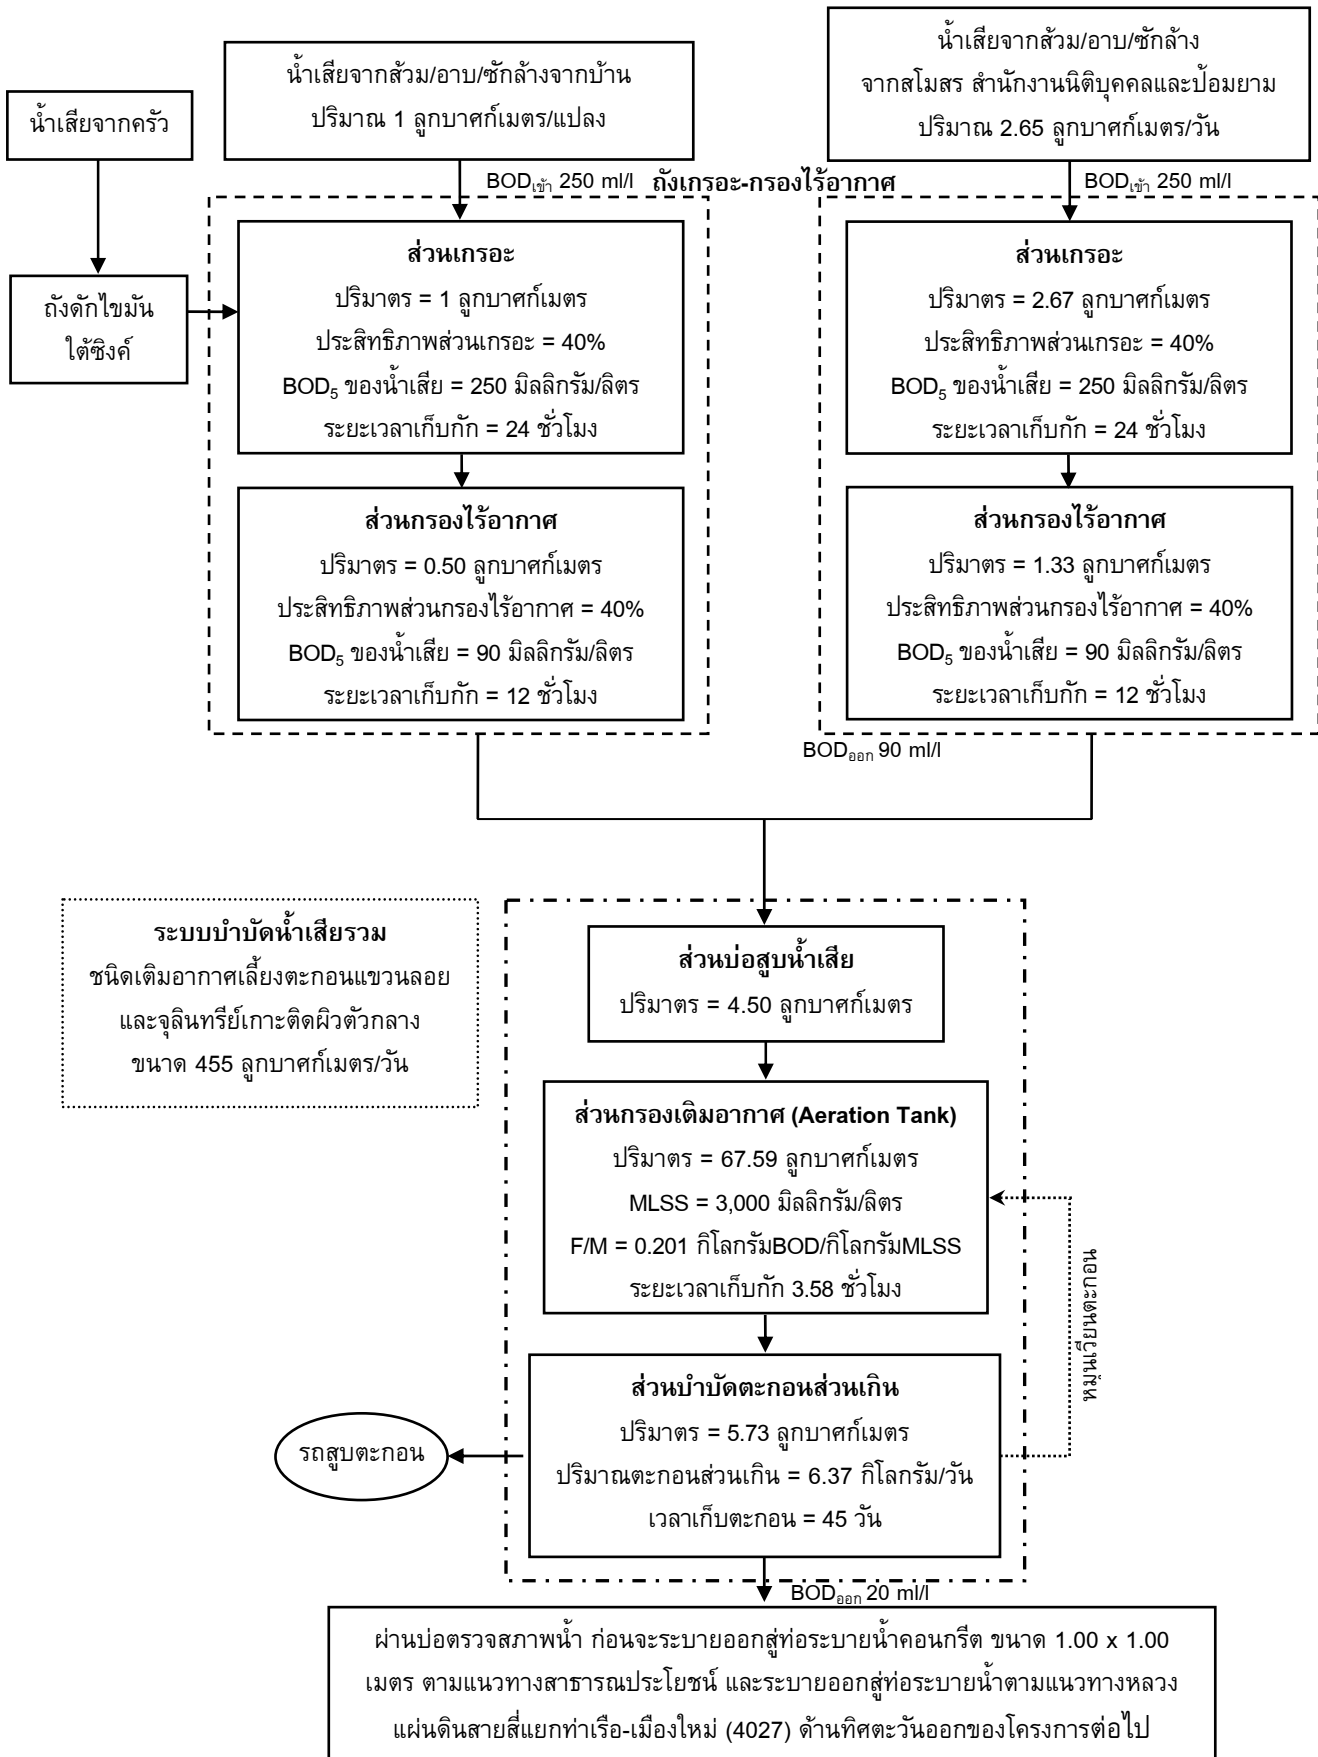 น้ำเสียจากครัว
น้ำเสียจากส้วม/อาบ/ซักล้างจากบ้าน
ปริมาณ 1 ลูกบาศก์เมตร/แปลง
น้ำเสียจากส้วม/อาบ/ซักล้าง
จากสโมสร สำนักงานนิติบุคคลและป้อมยาม
ปริมาณ 2.65 ลูกบาศก์เมตร/วัน
BODเข้า 250 ml/l
ถังเกรอะ-กรองไร้อากาศ
BODเข้า 250 ml/l
ถังดักไขมัน
ใต้ซิงค์
ส่วนเกรอะ
ปริมาตร = 1 ลูกบาศก์เมตร
ประสิทธิภาพส่วนเกรอะ = 40%
BOD5 ของน้ำเสีย = 250 มิลลิกรัม/ลิตร
ระยะเวลาเก็บกัก = 24 ชั่วโมง
ส่วนเกรอะ
ปริมาตร = 2.67 ลูกบาศก์เมตร
ประสิทธิภาพส่วนเกรอะ = 40%
BOD5 ของน้ำเสีย = 250 มิลลิกรัม/ลิตร
ระยะเวลาเก็บกัก = 24 ชั่วโมง
ส่วนกรองไร้อากาศ
ปริมาตร = 0.50 ลูกบาศก์เมตร
ประสิทธิภาพส่วนกรองไร้อากาศ = 40%
BOD5 ของน้ำเสีย = 90 มิลลิกรัม/ลิตร
ระยะเวลาเก็บกัก = 12 ชั่วโมง
ส่วนกรองไร้อากาศ
ปริมาตร = 1.33 ลูกบาศก์เมตร
ประสิทธิภาพส่วนกรองไร้อากาศ = 40%
BOD5 ของน้ำเสีย = 90 มิลลิกรัม/ลิตร
ระยะเวลาเก็บกัก = 12 ชั่วโมง
BODออก 90 ml/l
ระบบบำบัดน้ำเสียรวม
ชนิดเติมอากาศเลี้ยงตะกอนแขวนลอย
และจุลินทรีย์เกาะติดผิวตัวกลาง
ขนาด 455 ลูกบาศก์เมตร/วัน
ส่วนบ่อสูบน้ำเสีย
ปริมาตร = 4.50 ลูกบาศก์เมตร
ส่วนกรองเติมอากาศ (Aeration Tank)
ปริมาตร = 67.59 ลูกบาศก์เมตร
MLSS = 3,000 มิลลิกรัม/ลิตร
F/M = 0.201 กิโลกรัมBOD/กิโลกรัมMLSS
ระยะเวลาเก็บกัก 3.58 ชั่วโมง
หมุนเวียนตะกอน
ส่วนบำบัดตะกอนส่วนเกิน
ปริมาตร = 5.73 ลูกบาศก์เมตร
ปริมาณตะกอนส่วนเกิน = 6.37 กิโลกรัม/วัน
เวลาเก็บตะกอน = 45 วัน
รถสูบตะกอน
BODออก 20 ml/l
ผ่านบ่อตรวจสภาพน้ำ ก่อนจะระบายออกสู่ท่อระบายน้ำคอนกรีต ขนาด 1.00 x 1.00
เมตร ตามแนวทางสาธารณประโยชน์ และระบายออกสู่ท่อระบายน้ำตามแนวทางหลวง
แผ่นดินสายสี่แยกท่าเรือ-เมืองใหม่ (4027) ด้านทิศตะวันออกของโครงการต่อไป